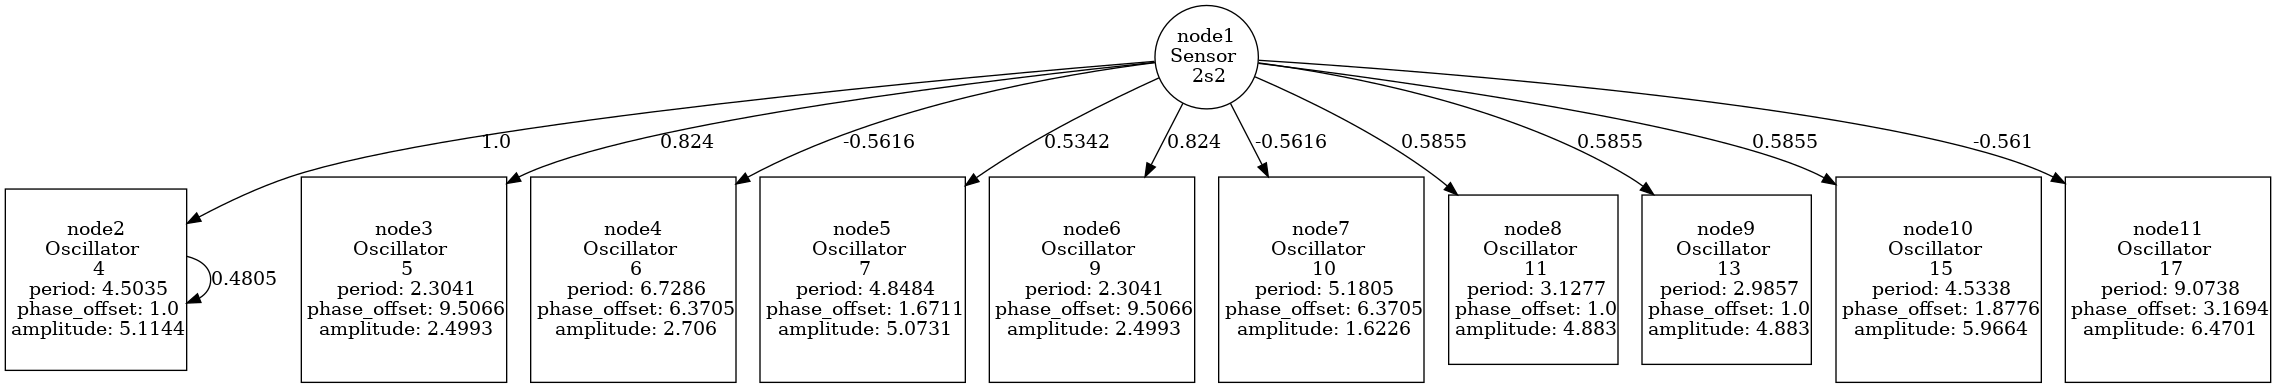 node1
Sensor
2s2
1.0
0.824
-0.5616
0.5342
0.824
-0.5616
0.5855
0.5855
0.5855
-0.561
node2
Oscillator
4
period: 4.5035
phase_offset: 1.0
amplitude: 5.1144
0.4805
node3
Oscillator
5
period: 2.3041
phase_offset: 9.5066
amplitude: 2.4993
node4
Oscillator
6
period: 6.7286
phase_offset: 6.3705
amplitude: 2.706
node5
Oscillator
7
period: 4.8484
phase_offset: 1.6711
amplitude: 5.0731
node6
Oscillator
9
period: 2.3041
phase_offset: 9.5066
amplitude: 2.4993
node7
Oscillator
10
period: 5.1805
phase_offset: 6.3705
amplitude: 1.6226
node8
Oscillator
11
period: 3.1277
phase_offset: 1.0
amplitude: 4.883
node9
Oscillator
13
period: 2.9857
phase_offset: 1.0
amplitude: 4.883
node10
Oscillator
15
period: 4.5338
phase_offset: 1.8776
amplitude: 5.9664
node11
Oscillator
17
period: 9.0738
phase_offset: 3.1694
amplitude: 6.4701